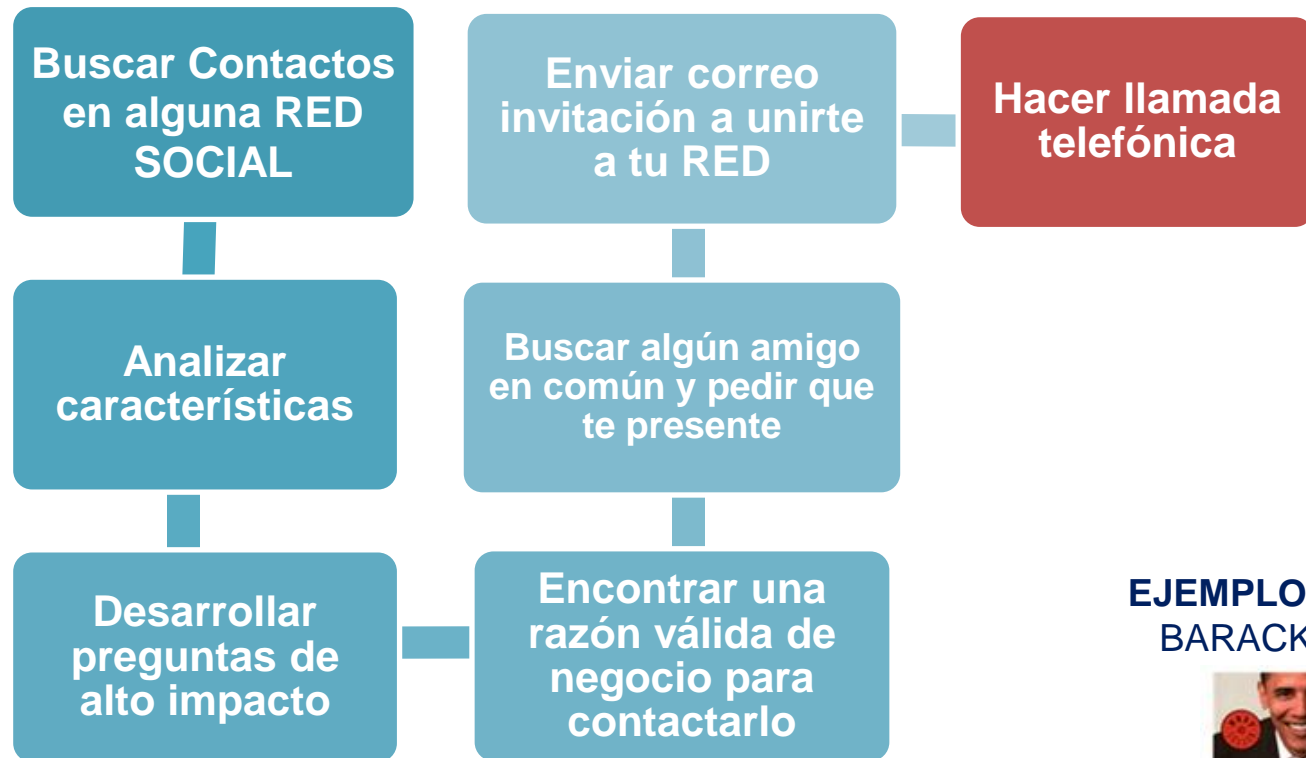 Buscar Contactos
en alguna RED
SOCIAL
Analizar
características
Desarrollar
preguntas de
alto impacto
Encontrar una
razón válida de
negocio para
contactarlo
Buscar algún amigo
en común y pedir que
te presente
Enviar correo
invitación a unirte
a tu RED
Hacer llamada
telefónica
EJEMPLO
BARACK